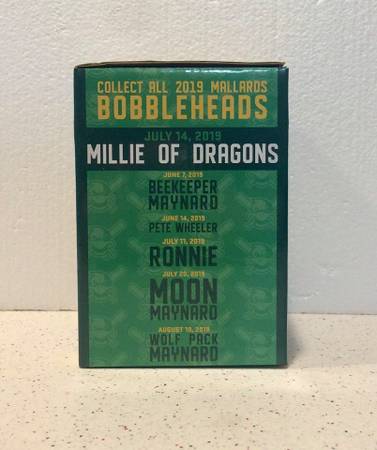 COLLECT ALL 2019 MALLARDS
BOBBLEHEADS
JULY 14, 2019
MILLIE OF DRAGONS
JUNE 7, 2019
BEEKEEPER
MAYNARD
JUNE 14, 2019
PETE WHEELER
JULY 11, 2019
RONNIE
JULY 20, 2019
MOON
MAYNARD
AUGUST 10, 2019
WOLF PACK
MAYNARD